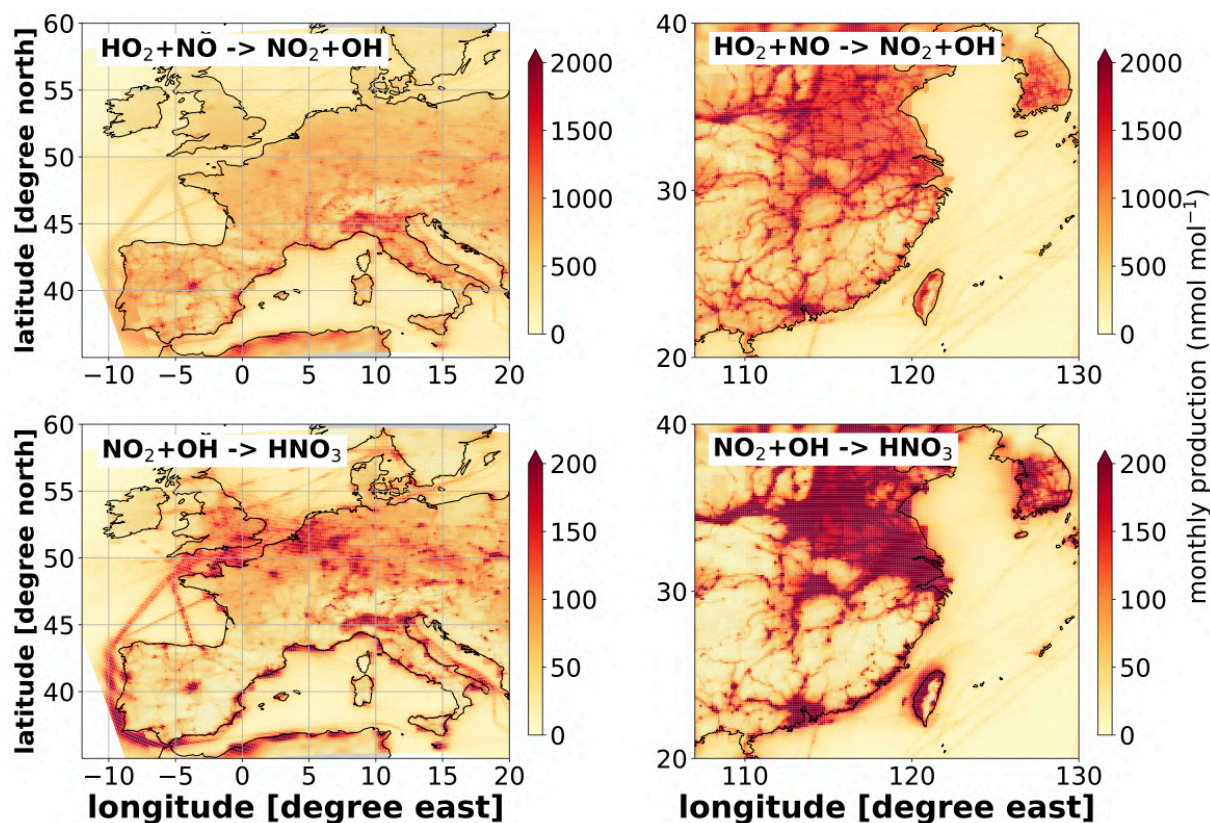 HO₂+NO -> NO₂+OH
60
55
50
45
40
latitude [degree north]
−10 −5 0 5 10 15 20
2000
1500
1000
500
0
HO₂+NO -> NO₂+OH
40
30
20
110 120 130
2000
1500
1000
500
0
NO₂+OH -> HNO₃
60
55
50
45
40
latitude [degree north]
−10 −5 0 5 10 15 20
longitude [degree east]
200
150
100
50
0
NO₂+OH -> HNO₃
40
30
20
110 120 130
longitude [degree east]
200
150
100
50
0
monthly production (nmol mol⁻¹)